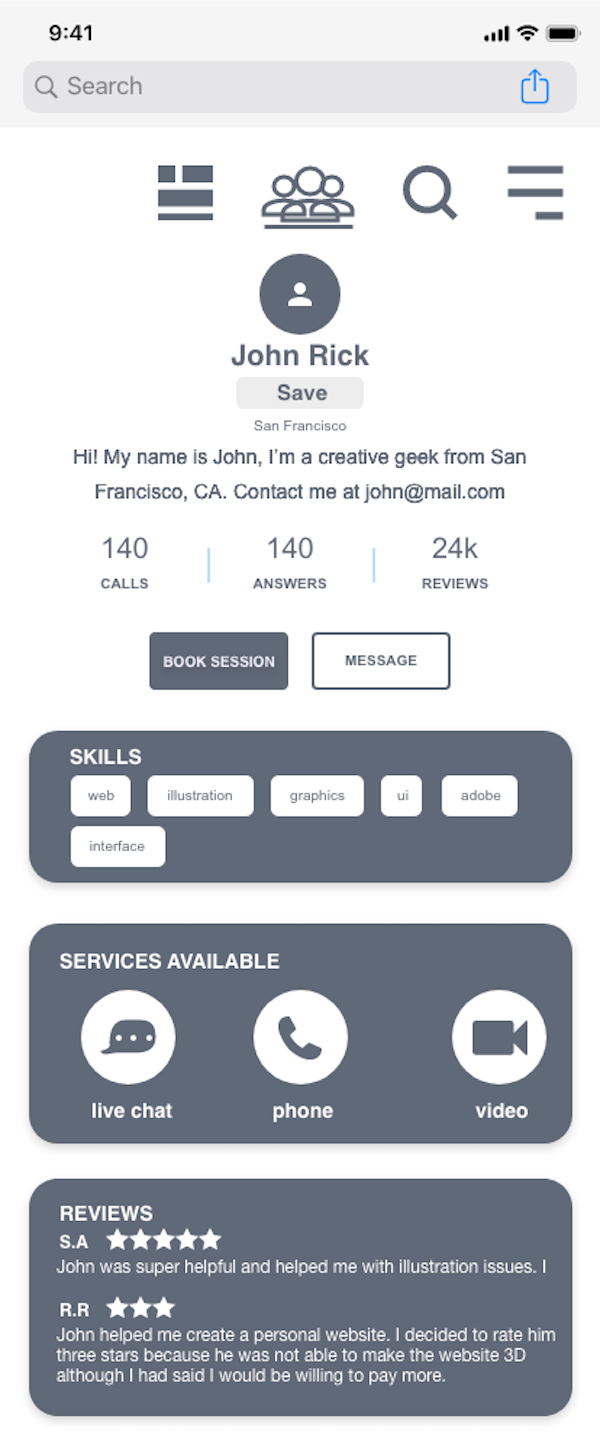 9:41
Search
John Rick
Save
San Francisco
Hi! My name is John, I'm a creative geek from San
Francisco, CA. Contact me at john@mail.com
140 140 24k
CALLS ANSWERS REVIEWS
BOOK SESSION MESSAGE
SKILLS
web illustration graphics ui adobe
interface
SERVICES AVAILABLE
live chat phone video
REVIEWS
S.A
John was super helpful and helped me with illustration issues. I
R.R
John helped me create a personal website. I decided to rate him
three stars because he was not able to make the website 3D
although I had said I would be willing to pay more.